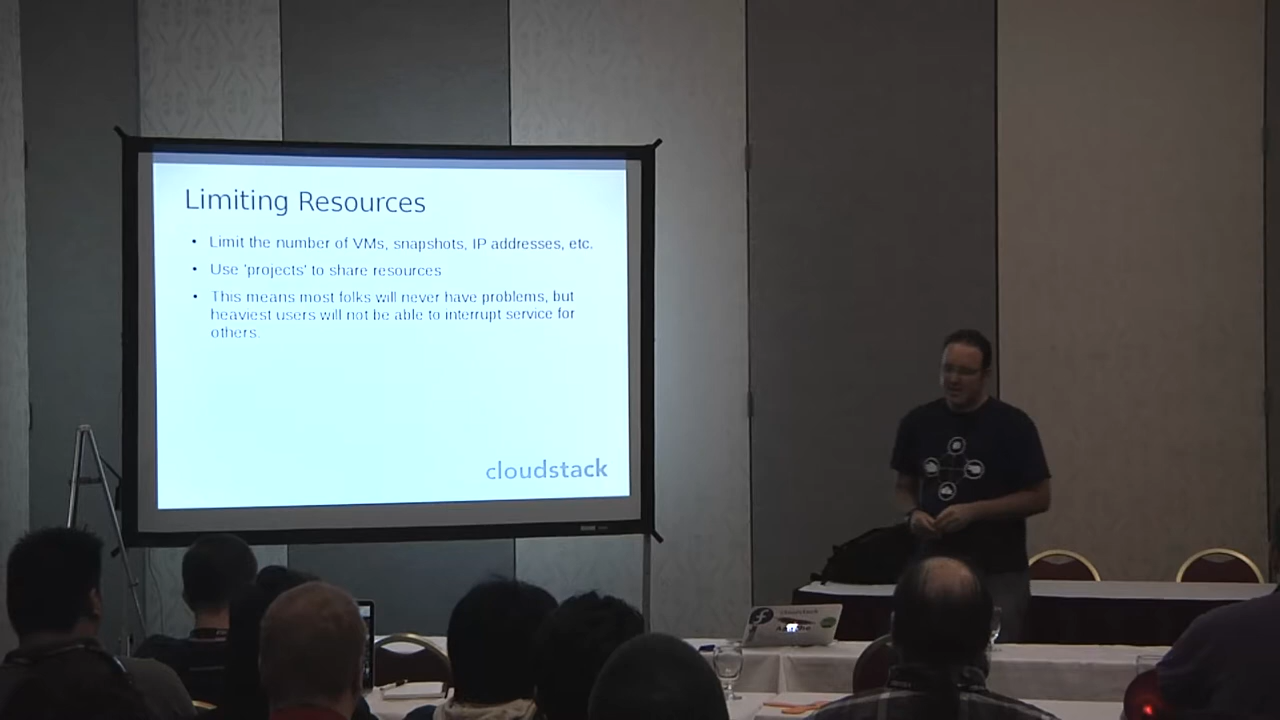 Limiting Resources
• Limit the number of VMs, snapshots, IP addresses, etc.
• Use 'projects' to share resources
• This means most folks will never have problems, but
heaviest users will not be able to interrupt service for
others.
cloudstack
cloudstack